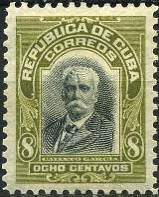 REPUBLICA DE CUBA
CORREOS
CALIXTO GARCIA
8 8
OCHO CENTAVOS